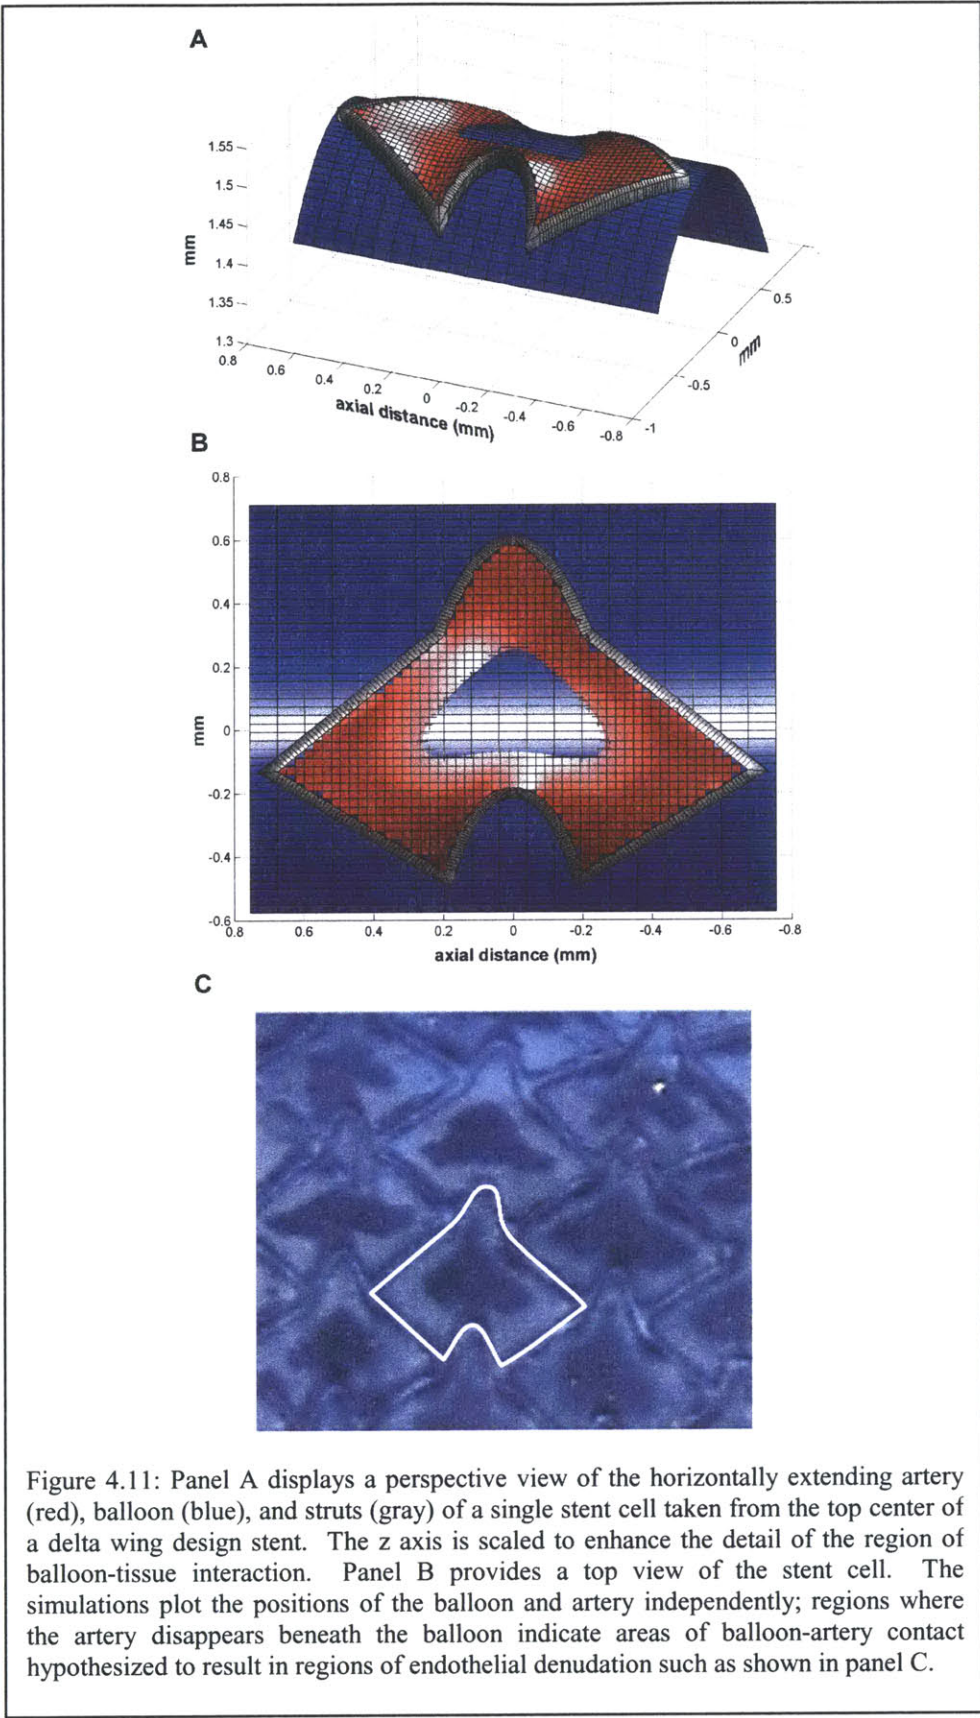 A
1.55
1.5
1.45
1.4
1.35
1.3
mm
0.8
0.6
0.4
0.2
0
-0.2
-0.4
-0.6
-0.8
axial distance (mm)
-1
-0.5
0
0.5
mm
B
0.8
0.6
0.4
0.2
0
-0.2
-0.4
-0.6
mm
0.8 0.6 0.4 0.2 0 -0.2 -0.4 -0.6 -0.8
axial distance (mm)
C
Figure 4.11: Panel A displays a perspective view of the horizontally extending artery
(red), balloon (blue), and struts (gray) of a single stent cell taken from the top center of
a delta wing design stent. The z axis is scaled to enhance the detail of the region of
balloon-tissue interaction. Panel B provides a top view of the stent cell. The
simulations plot the positions of the balloon and artery independently; regions where
the artery disappears beneath the balloon indicate areas of balloon-artery contact
hypothesized to result in regions of endothelial denudation such as shown in panel C.